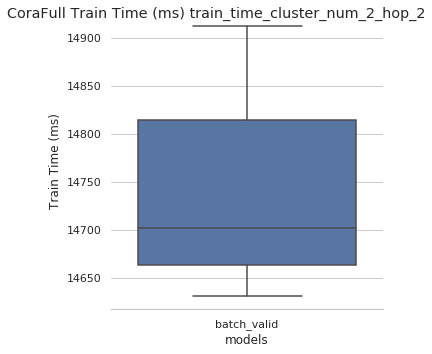 CoraFull Train Time (ms) train_time_cluster_num_2_hop_2
14900
14850
14800
14750
14700
14650
Train Time (ms)
batch_valid
models